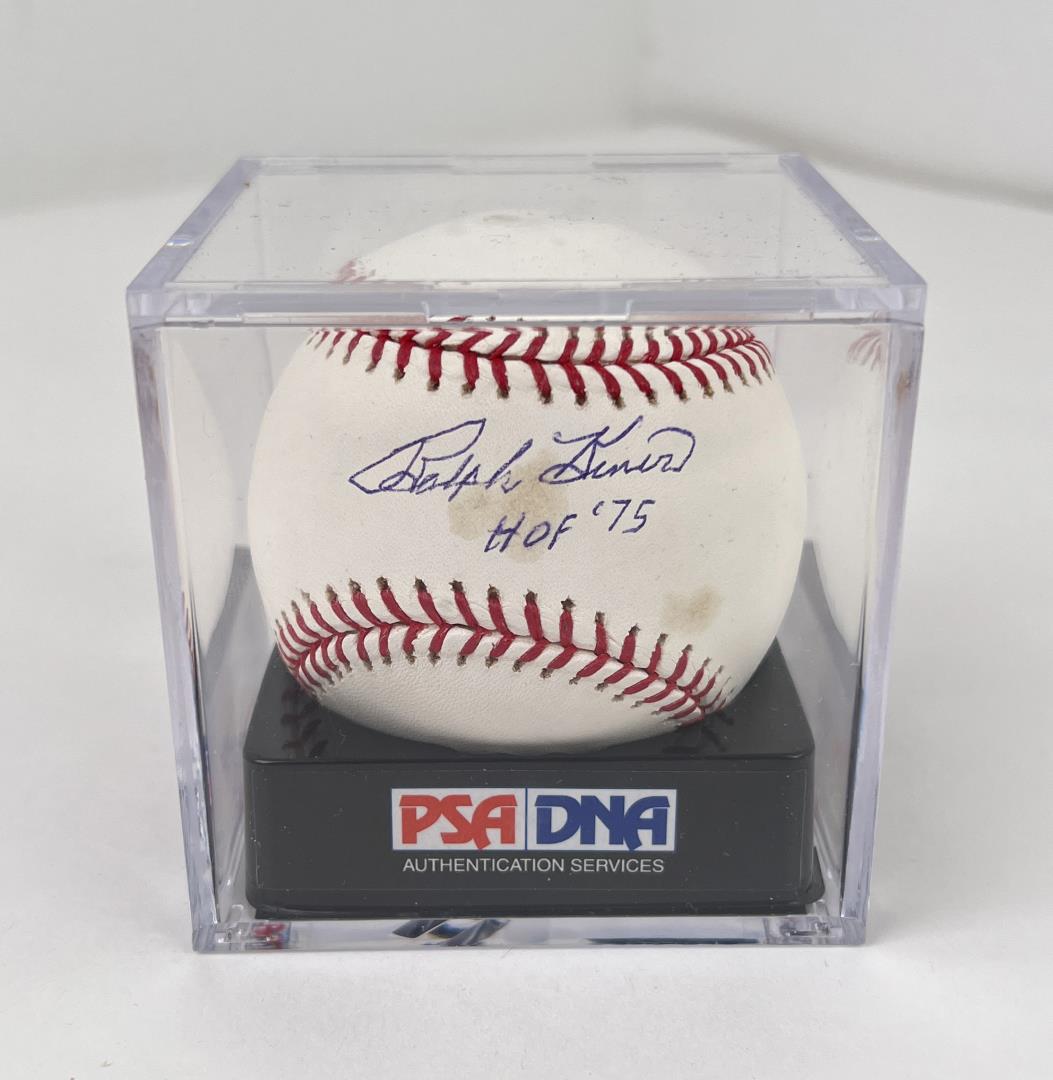 Ralph Kiner
HOF '75
PSA DNA
AUTHENTICATION SERVICES